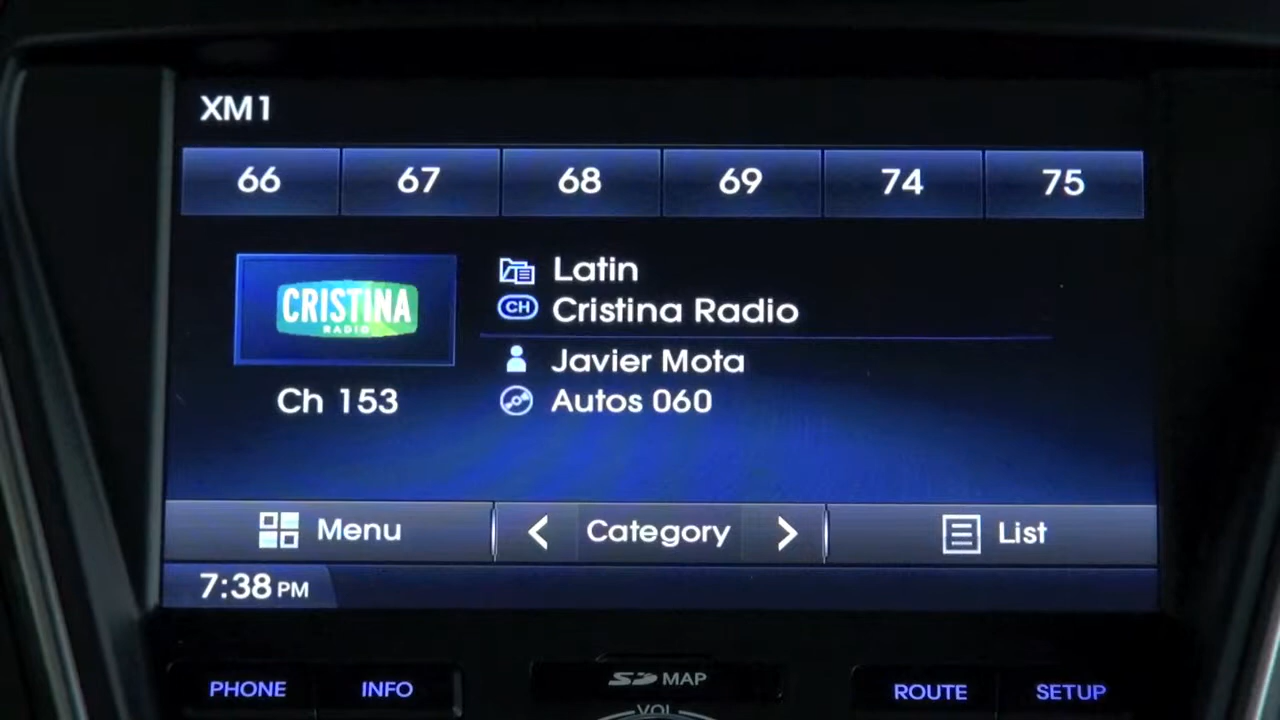 XM1
66 67 68 69 74 75
CRISTINA
RADIO
Ch 153
Latin
CH Cristina Radio
Javier Mota
Autos 060
Menu Category List
7:38 PM
PHONE INFO SD MAP ROUTE SETUP
VOL